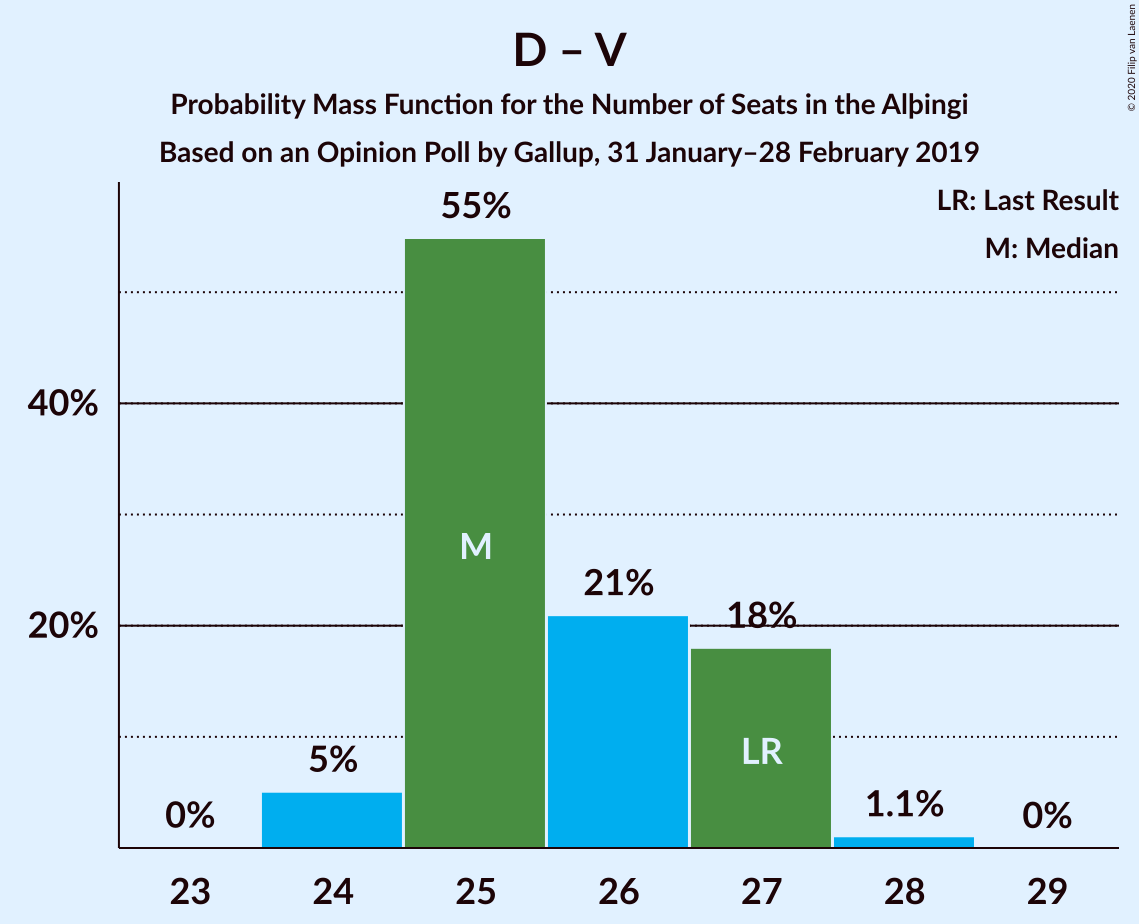 D – V
Probability Mass Function for the Number of Seats in the Alþingi
Based on an Opinion Poll by Gallup, 31 January–28 February 2019
© 2020 Filip van Laenen
LR: Last Result
M: Median
55%
40%
M
21%
18%
20%
LR
5%
1.1%
0%
0%
23 24 25 26 27 28 29